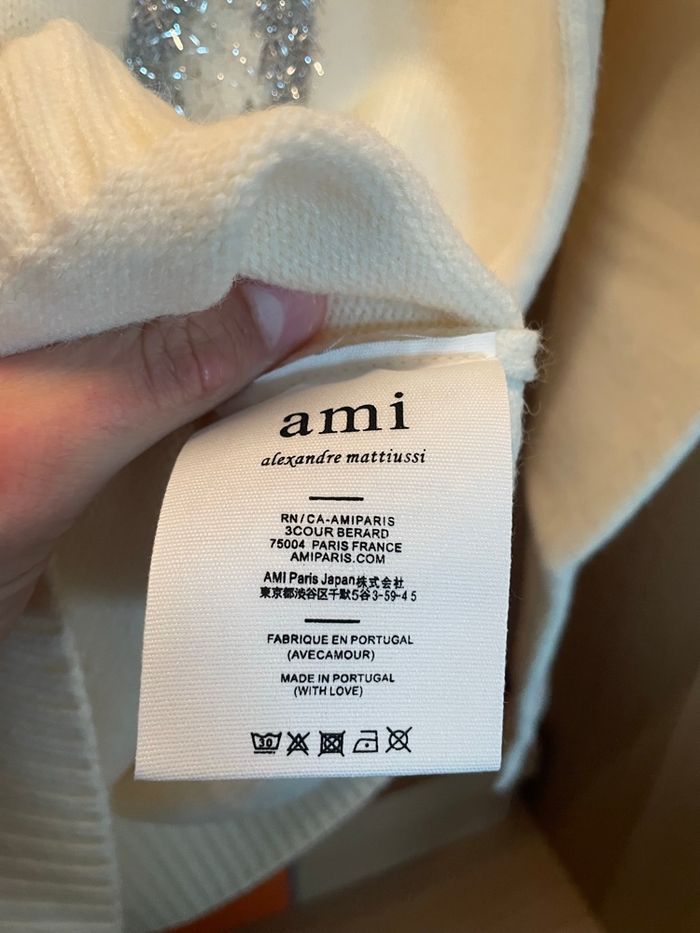 ami
alexandre mattiussi
RN/CA-AMIPARIS
3COUR BERARD
75004 PARIS FRANCE
AMIPARIS.COM
AMI Paris Japan株式会社
東京都渋谷区千駄5谷3-59-45
FABRIQUE EN PORTUGAL
(AVECAMOUR)
MADE IN PORTUGAL
(WITH LOVE)
30